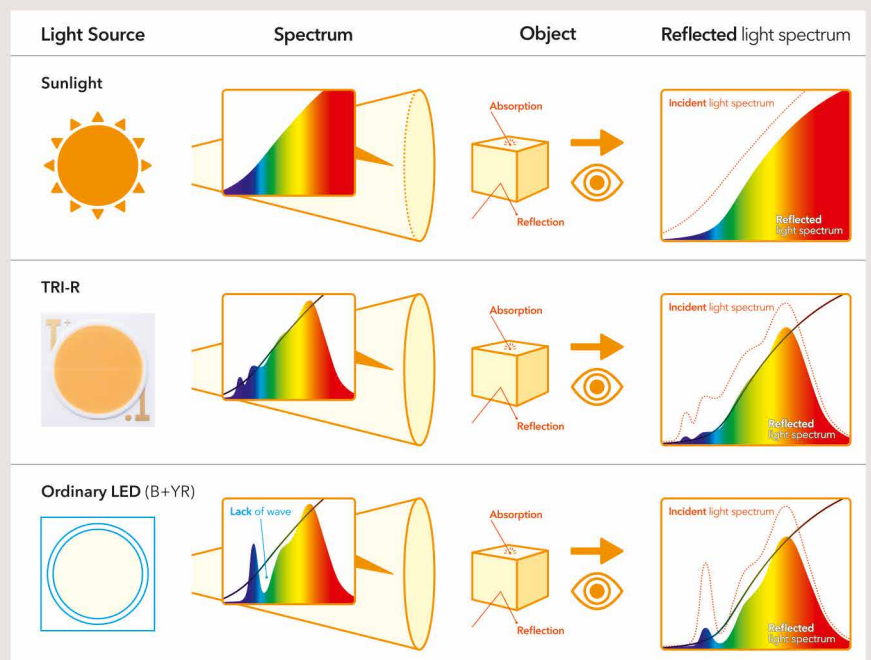 Light Source
Spectrum
Object
Reflected light spectrum
Sunlight
Absorption
Reflection
Incident light spectrum
Reflected
light spectrum
TRI-R
+
.1
Absorption
Reflection
Incident light spectrum
Reflected
light spectrum
Ordinary LED (B+YR)
Lack of wave
Absorption
Reflection
Incident light spectrum
Reflected
light spectrum